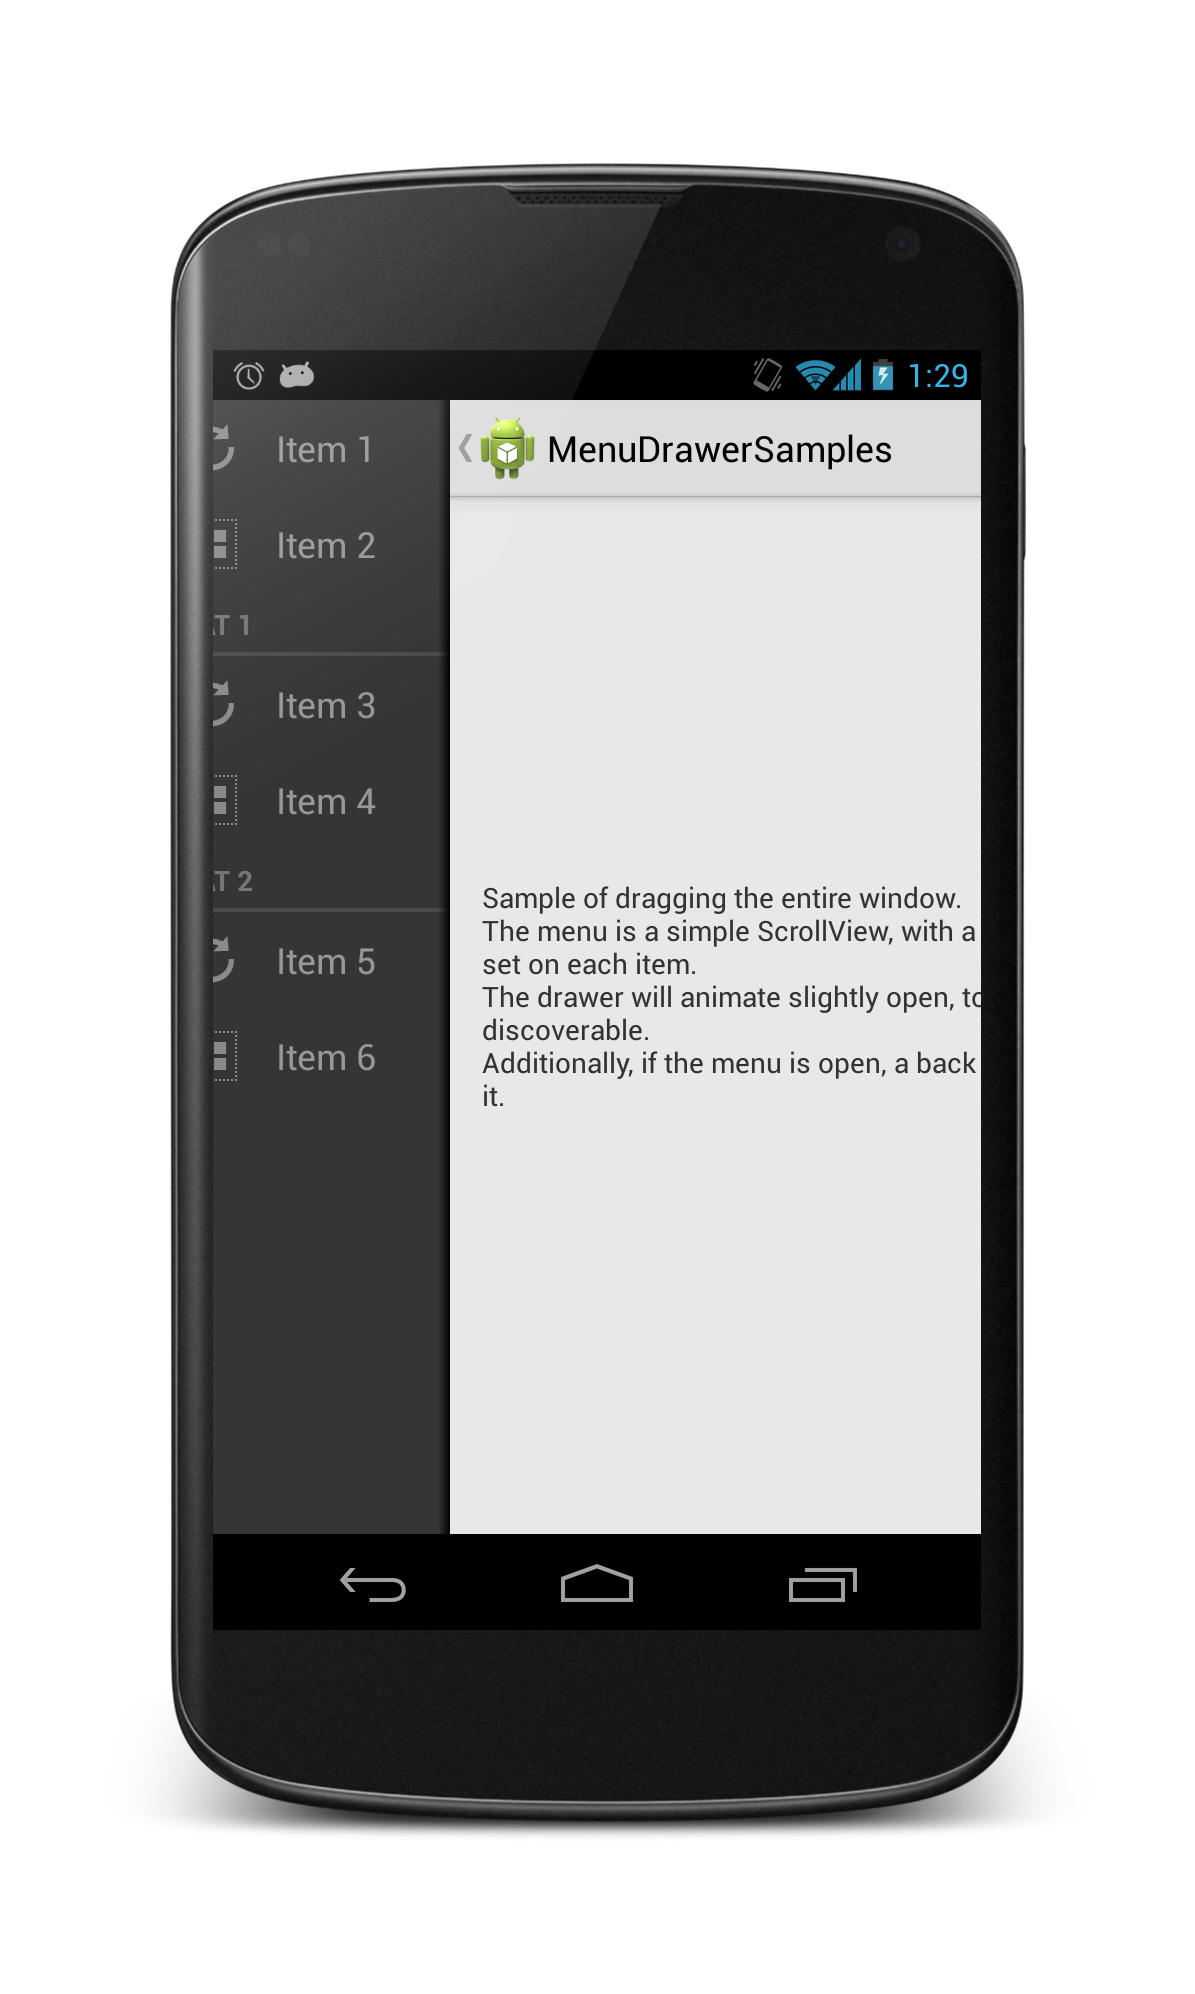 1:29
Item 1
Item 2
AT 1
Item 3
Item 4
AT 2
Item 5
Item 6
MenuDrawerSamples
Sample of dragging the entire window.
The menu is a simple ScrollView, with a
set on each item.
The drawer will animate slightly open, to
discoverable.
Additionally, if the menu is open, a back
it.